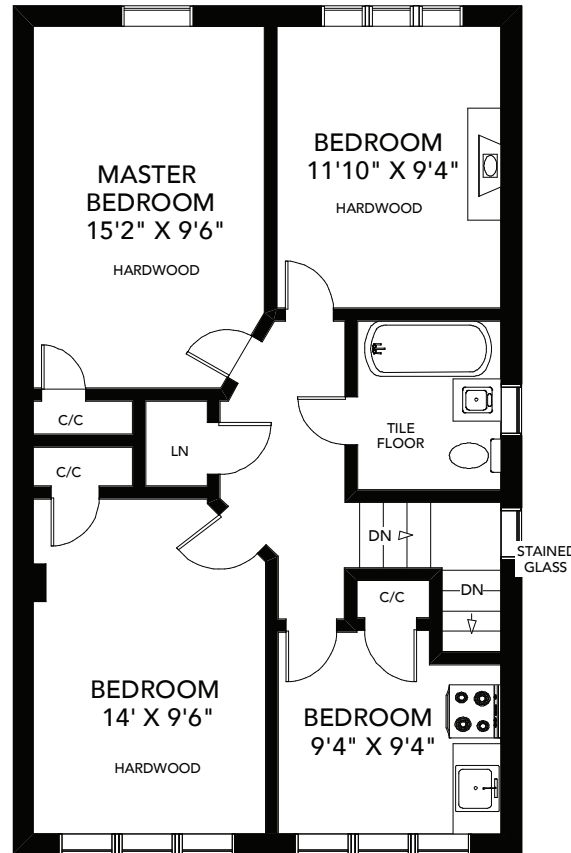 MASTER
BEDROOM
15'2" X 9'6"
HARDWOOD
BEDROOM
11'10" X 9'4"
HARDWOOD
C/C
LN
TILE
FLOOR
C/C
DN
STAINED
GLASS
DN
C/C
BEDROOM
14' X 9'6"
HARDWOOD
BEDROOM
9'4" X 9'4"